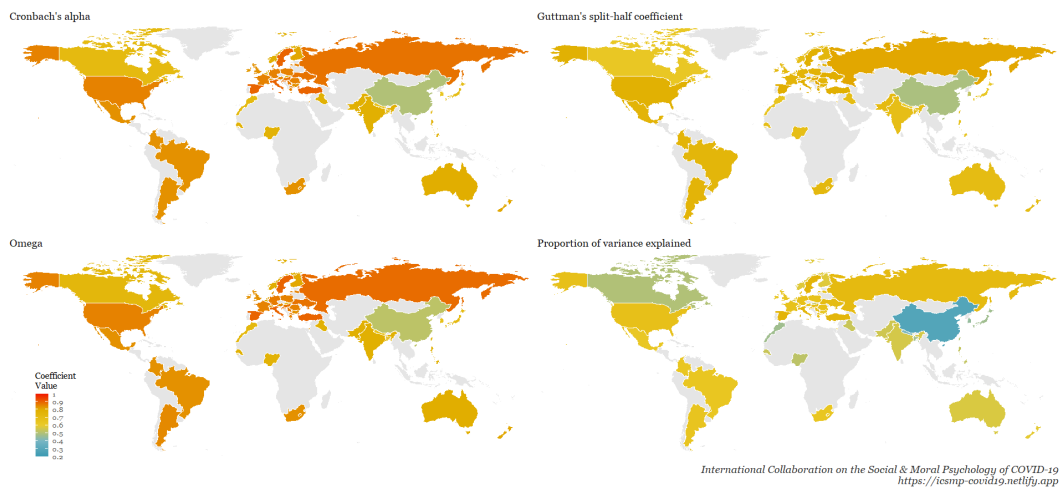 Cronbach's alpha
Guttman's split-half coefficient
Omega
Proportion of variance explained
Coefficient
Value
1
0.9
0.8
0.7
0.6
0.5
0.4
0.3
0.2
International Collaboration on the Social & Moral Psychology of COVID-19
https://icsmp-covid19.netlify.app